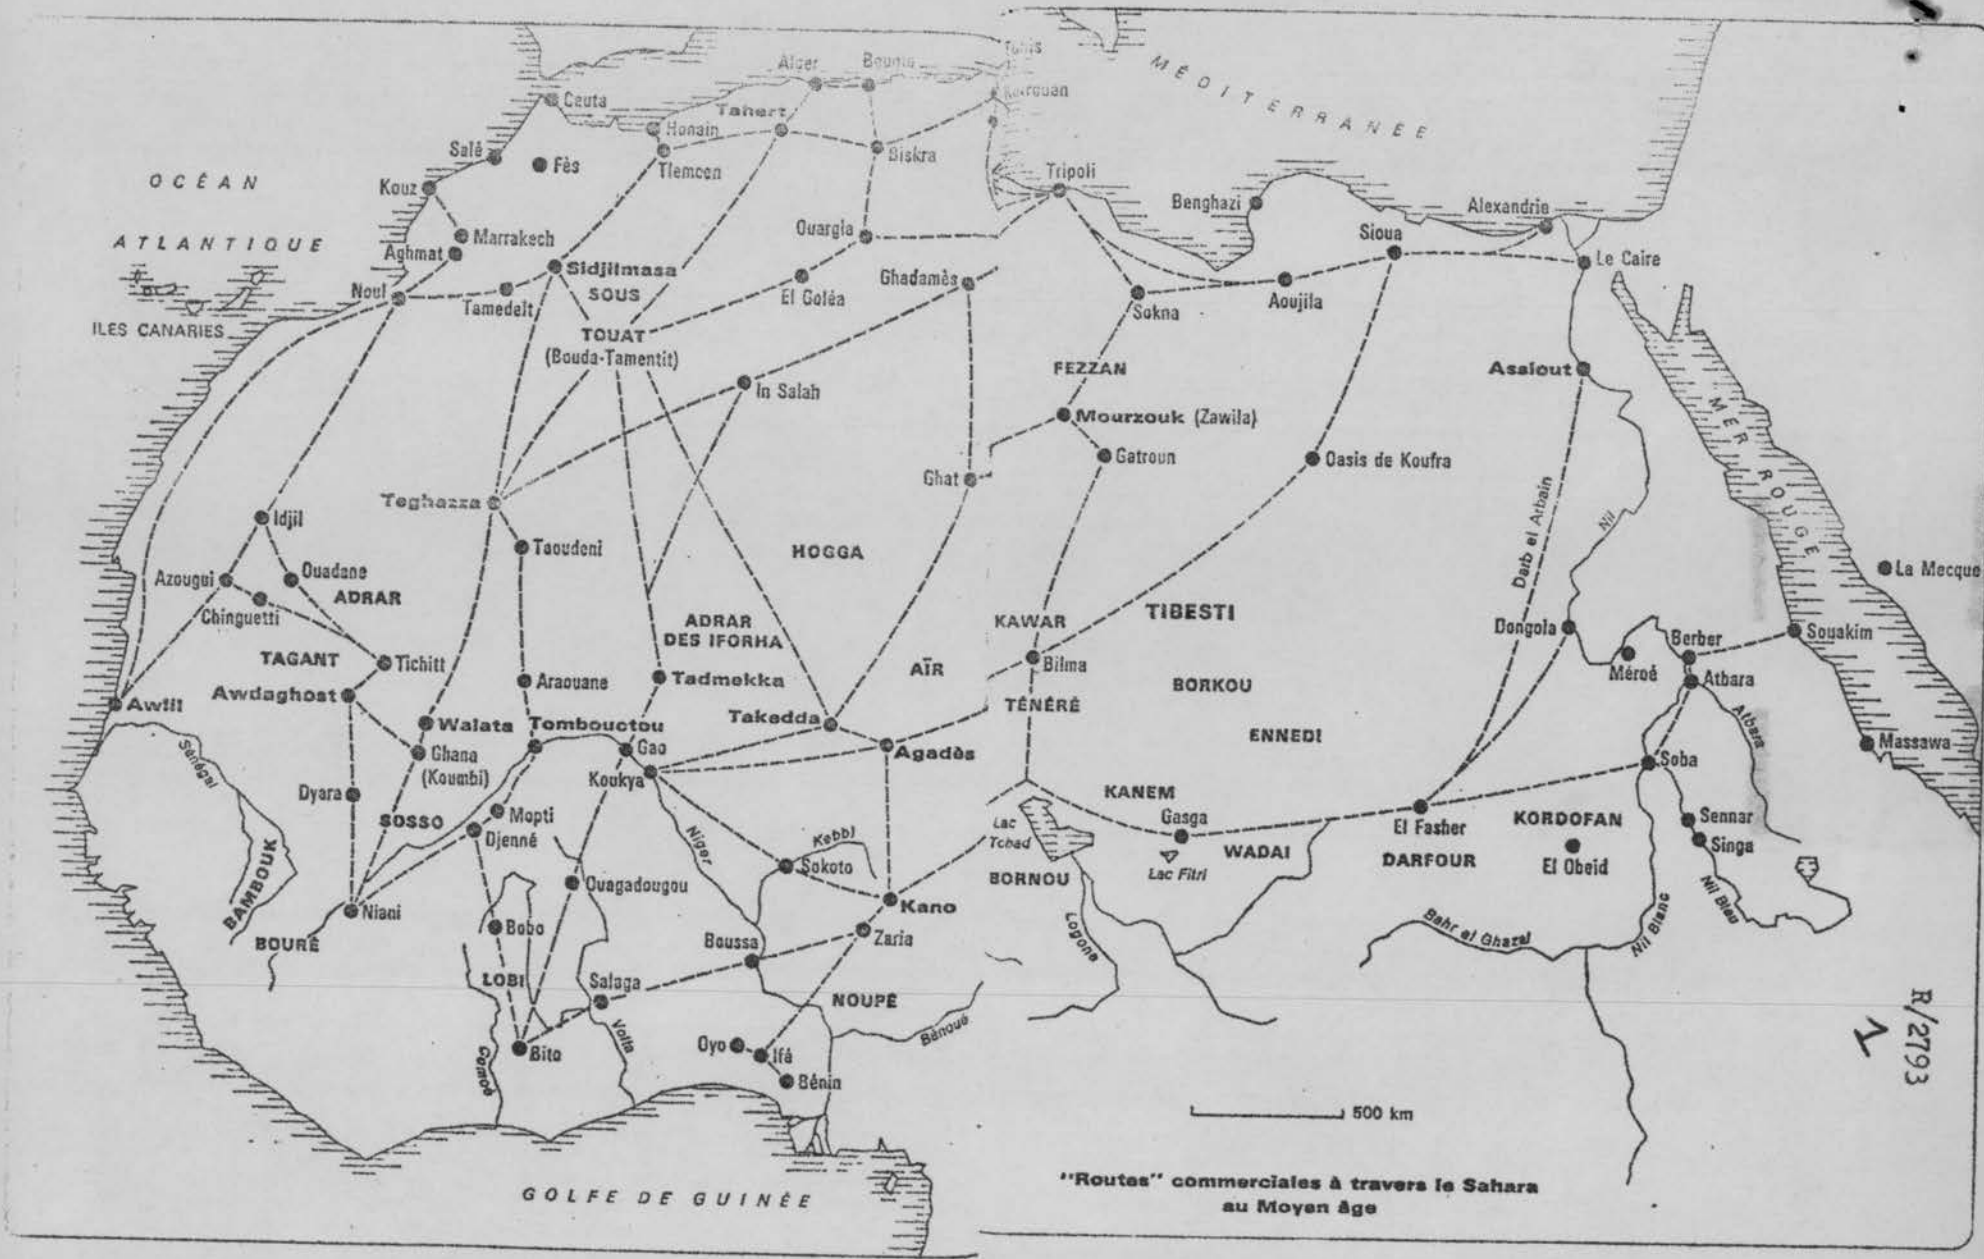 MÉDITERRANÉE
OCÉAN
ATLANTIQUE
ILES CANARIES
Alger
Bougie
Tunis
Kairouan
Ceuta
Tahert
Honain
Tlemcen
Biskra
Salé
Fès
Kouz
Marrakech
Aghmat
Noul
Tamedelt
Sidjilmasa
SOUS
TOUAT
(Bouda-Tamentit)
El Goléa
Ouargla
Ghadamès
Tripoli
Benghazi
Alexandrie
Sioua
Le Caire
Sokna
Aoujila
In Salah
FEZZAN
Assiout
Mourzouk (Zawila)
Gatroun
Oasis de Koufra
Ghat
Teghazza
Idjil
Taoudeni
HOGGA
Azougui
Ouadane
ADRAR
Chinguetti
TAGANT
Tichitt
Awdaghost
Awlil
Araouane
ADRAR
DES IFORHA
Tadmekka
AÏR
KAWAR
Bilma
TÉNÉRÉ
TIBESTI
BORKOU
ENNEDI
Darb el Arbain
Nil
MER ROUGE
La Mecque
Dongola
Berber
Souakim
Méroé
Atbara
Atbara
Massawa
Walata
Tombouctou
Takedda
Gao
Agadès
Ghana
(Koumbi)
Koukya
Sénégal
Dyara
SOSSO
Mopti
Djenné
Niger
Kebbi
Sokoto
Lac
Tchad
KANEM
Gasga
Lac Fitri
WADAI
El Fasher
DARFOUR
KORDOFAN
El Obeid
Soba
Sennar
Singa
Nil Bleu
Nil Blanc
Bahr el Ghazal
BORNOU
Logone
BAMBOUK
BOURÉ
Niani
Ouagadougou
Bobo
LOBI
Kano
Zaria
Boussa
Salaga
NOUPÉ
Bénoué
Volta
Comoé
Bito
Oyo
Ifé
Bénin
500 km
GOLFE DE GUINÉE
"Routes" commerciales à travers le Sahara
au Moyen âge
R/2793
1